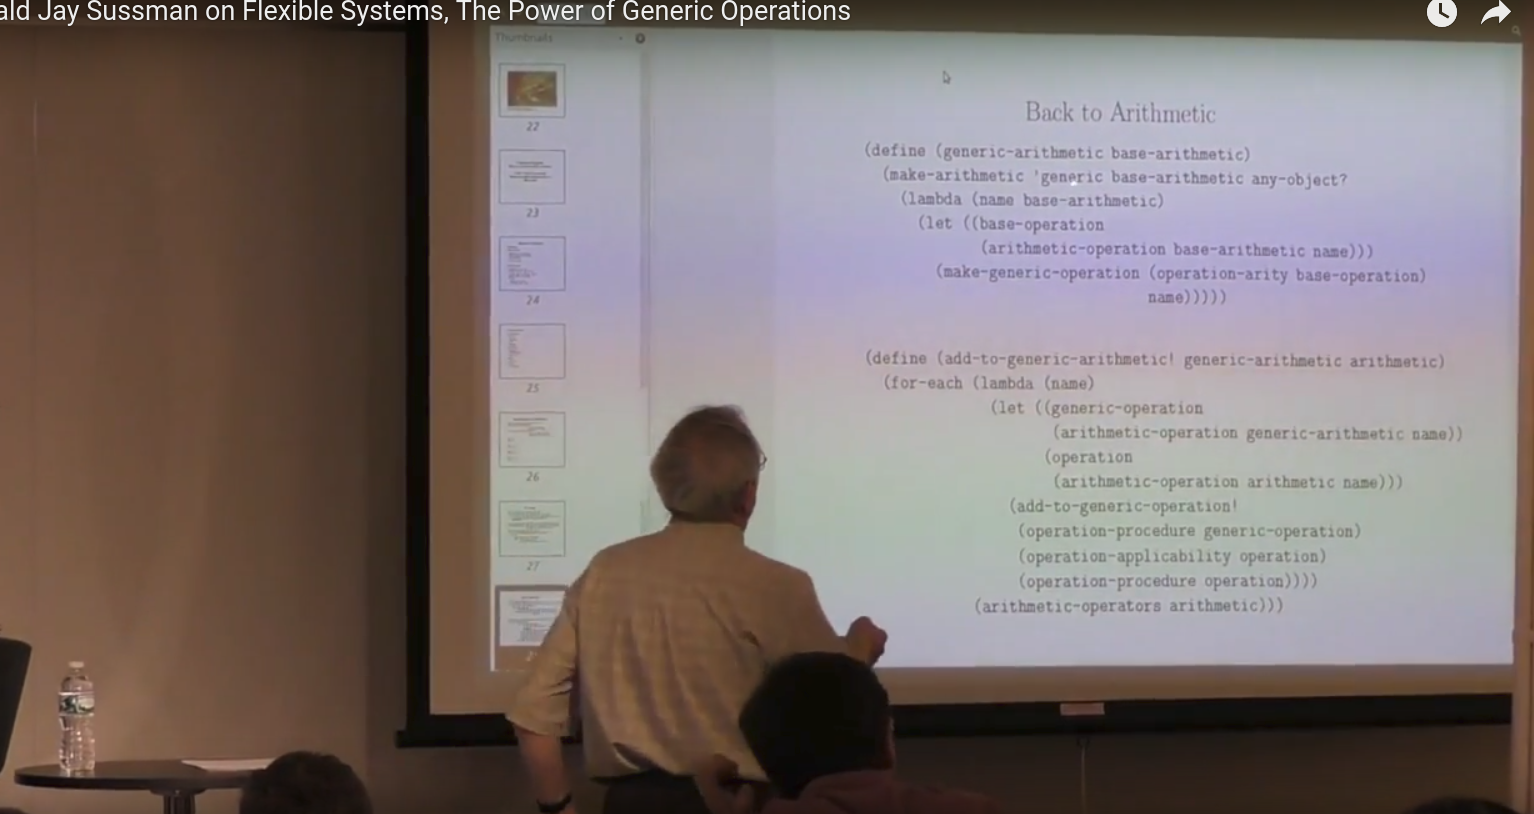 ald Jay Sussman on Flexible Systems, The Power of Generic Operations
Thumbnails
22
23
24
25
26
27
Back to Arithmetic
(define (generic-arithmetic base-arithmetic)
(make-arithmetic 'generic base-arithmetic any-object?
(lambda (name base-arithmetic)
(let ((base-operation
(arithmetic-operation base-arithmetic name)))
(make-generic-operation (operation-arity base-operation)
name)))))
(define (add-to-generic-arithmetic! generic-arithmetic arithmetic)
(for-each (lambda (name)
(let ((generic-operation
(arithmetic-operation generic-arithmetic name))
(operation
(arithmetic-operation arithmetic name)))
(add-to-generic-operation!
(operation-procedure generic-operation)
(operation-applicability operation)
(operation-procedure operation))))
(arithmetic-operators arithmetic)))